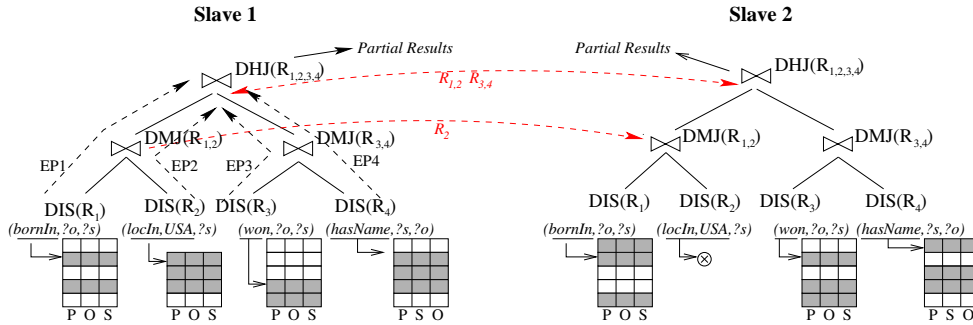 Slave 1
Slave 2
Partial Results
Partial Results
DHJ(R1,2,3,4)
DHJ(R1,2,3,4)
R1,2 R3,4
DMJ(R1,2)
DMJ(R3,4)
R2
DMJ(R1,2)
DMJ(R3,4)
EP1
EP2
EP3
EP4
DIS(R1)
DIS(R2)
DIS(R3)
DIS(R4)
DIS(R1)
DIS(R2)
DIS(R3)
DIS(R4)
(bornIn,?o,?s)
(locIn,USA,?s)
(won,?o,?s)
(hasName,?s,?o)
(bornIn,?o,?s)
(locIn,USA,?s)
(won,?o,?s)
(hasName,?s,?o)
P O S
P O S
P O S
P S O
P O S
P O S
P S O